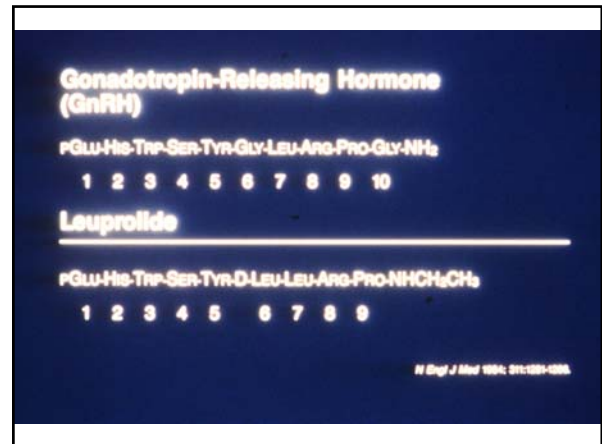 Gonadotropin-Releasing Hormone
(GnRH)
PGLU-HIS-TRP-SER-TYR-GLY-LEU-ARG-PRO-GLY-NH₂
1 2 3 4 5 6 7 8 9 10
Leuprolide
PGLU-HIS-TRP-SER-TYR-D-LEU-LEU-ARG-PRO-NHCH₂CH₃
1 2 3 4 5 6 7 8 9
N Engl J Med 1984; 311:1281-1286.